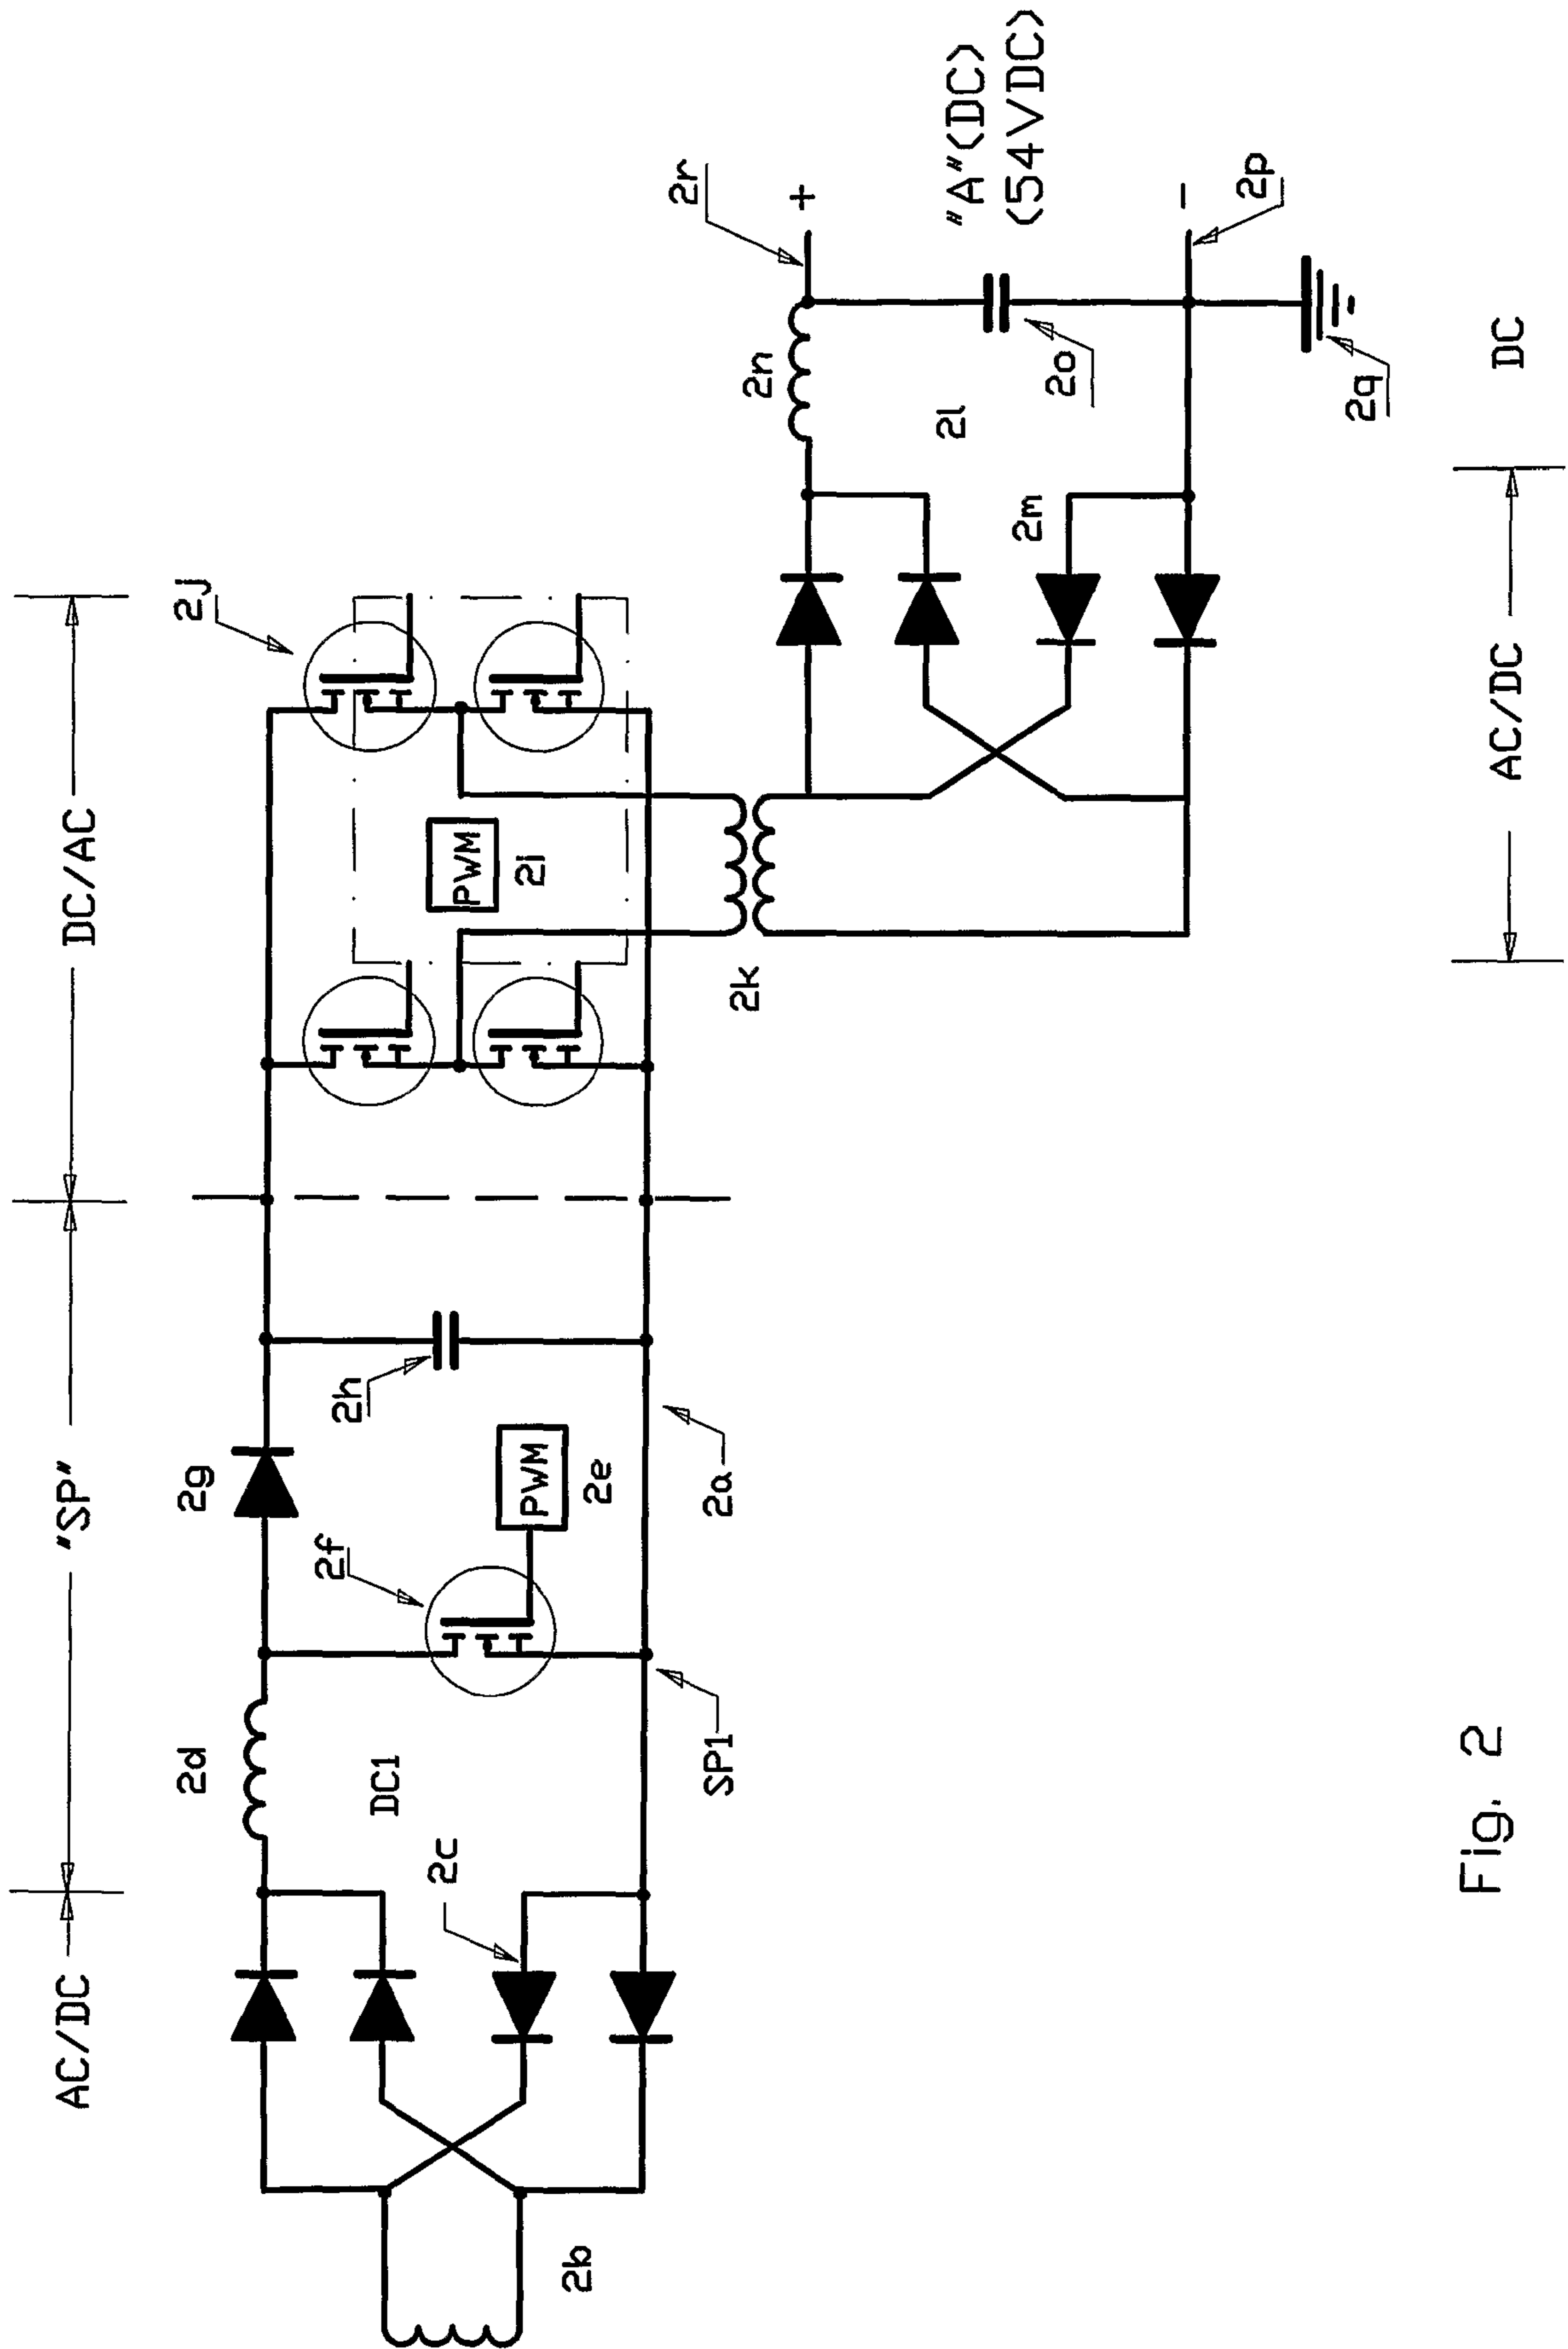 AC/DC
"SP"
DC/AC
2d
2g
2j
DC1
2f
2h
2c
PWM
PWM
2e
2i
2b
SP1
2a
2k
2r
2n
+
2l
"A"(DC)
(54VDC)
2m
2o
-
2p
2q
AC/DC
DC
Fig. 2